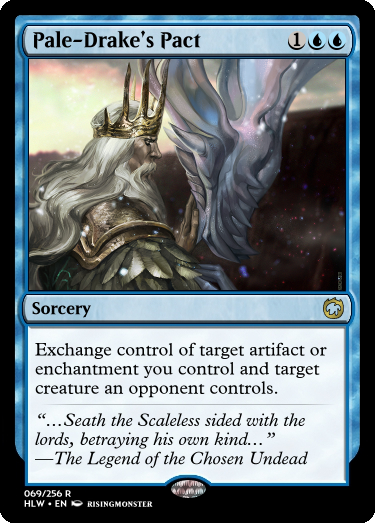 Pale-Drake's Pact 1
Sorcery
Exchange control of target artifact or
enchantment you control and target
creature an opponent controls.
“…Seath the Scaleless sided with the
lords, betraying his own kind…”
—The Legend of the Chosen Undead
069/256 R
HLW • EN RISINGMONSTER